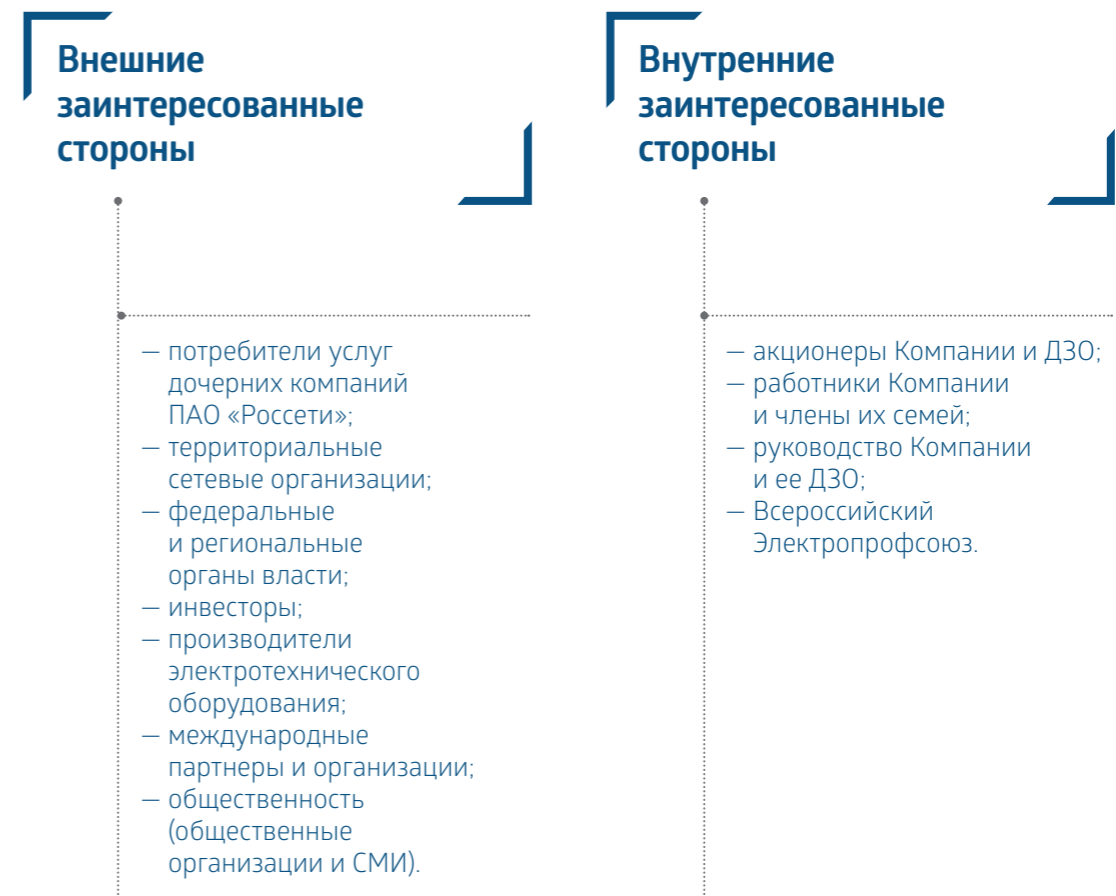 Внешние
заинтересованные
стороны
— потребители услуг
дочерних компаний
ПАО «Россети»;
— территориальные
сетевые организации;
— федеральные
и региональные
органы власти;
— инвесторы;
— производители
электротехнического
оборудования;
— международные
партнеры и организации;
— общественность
(общественные
организации и СМИ).
Внутренние
заинтересованные
стороны
— акционеры Компании и ДЗО;
— работники Компании
и члены их семей;
— руководство Компании
и ее ДЗО;
— Всероссийский
Электропрофсоюз.